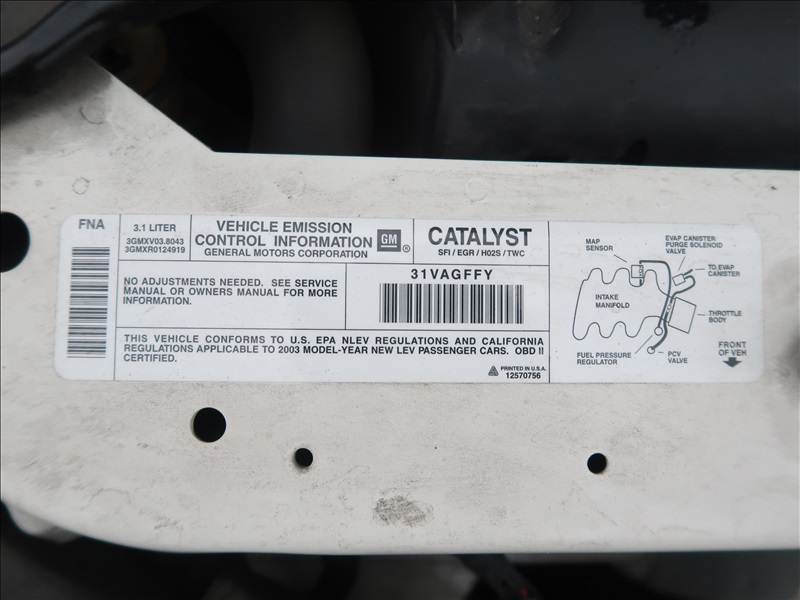 FNA
3.1 LITER
3GMXV03.8043
3GMXR0124919
VEHICLE EMISSION
CONTROL INFORMATION
GENERAL MOTORS CORPORATION
GM ®
CATALYST
SFI / EGR / H02S / TWC
NO ADJUSTMENTS NEEDED. SEE SERVICE
MANUAL OR OWNERS MANUAL FOR MORE
INFORMATION.
31VAGFFY
THIS VEHICLE CONFORMS TO U.S. EPA NLEV REGULATIONS AND CALIFORNIA
REGULATIONS APPLICABLE TO 2003 MODEL-YEAR NEW LEV PASSENGER CARS. OBD II
CERTIFIED.
PRINTED IN U.S.A.
12570756
MAP
SENSOR
EVAP CANISTER
PURGE SOLENOID
VALVE
TO EVAP
CANISTER
INTAKE
MANIFOLD
THROTTLE
BODY
FUEL PRESSURE
REGULATOR
PCV
VALVE
FRONT
OF VEH